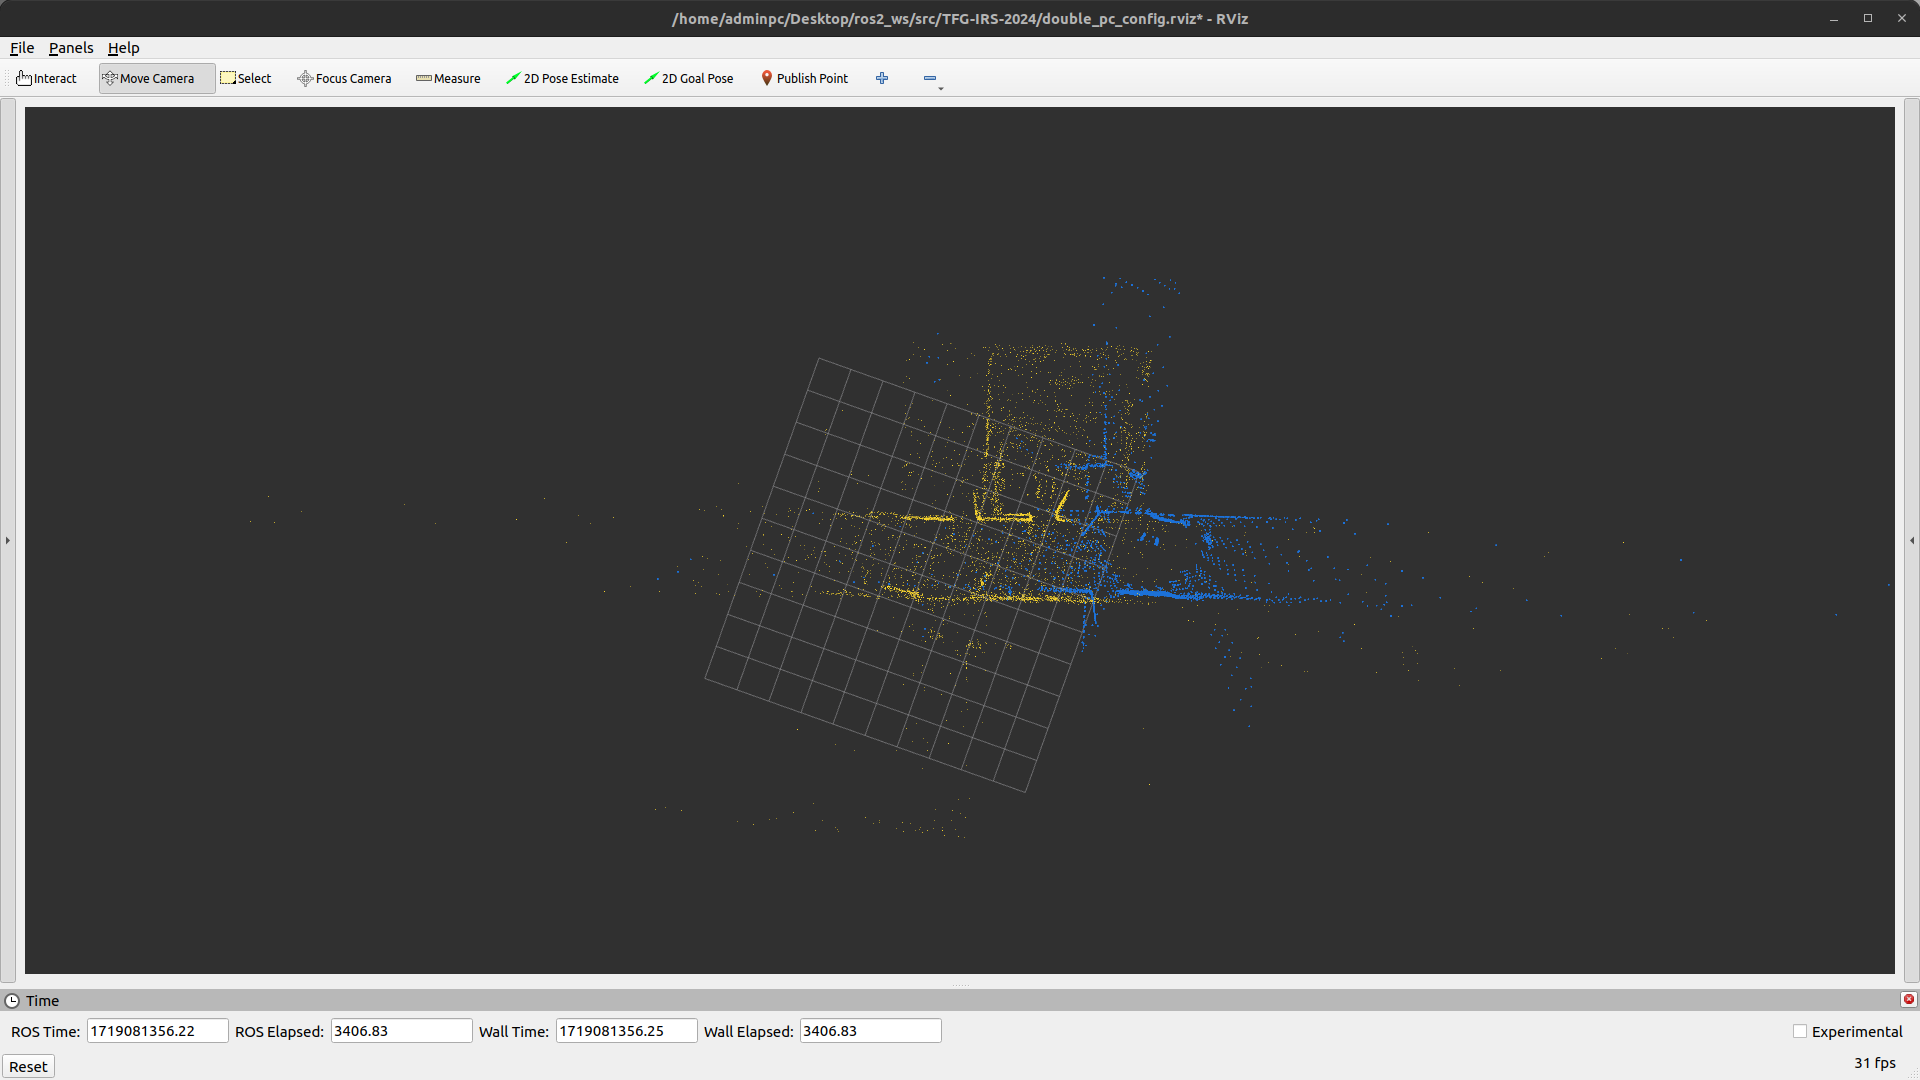 /home/adminpc/Desktop/ros2_ws/src/TFG-IRS-2024/double_pc_config.rviz* - RViz
File Panels Help
Interact Move Camera Select Focus Camera Measure 2D Pose Estimate 2D Goal Pose Publish Point
Time
ROS Time: 1719081356.22 ROS Elapsed: 3406.83 Wall Time: 1719081356.25 Wall Elapsed: 3406.83 Experimental
Reset 31 fps